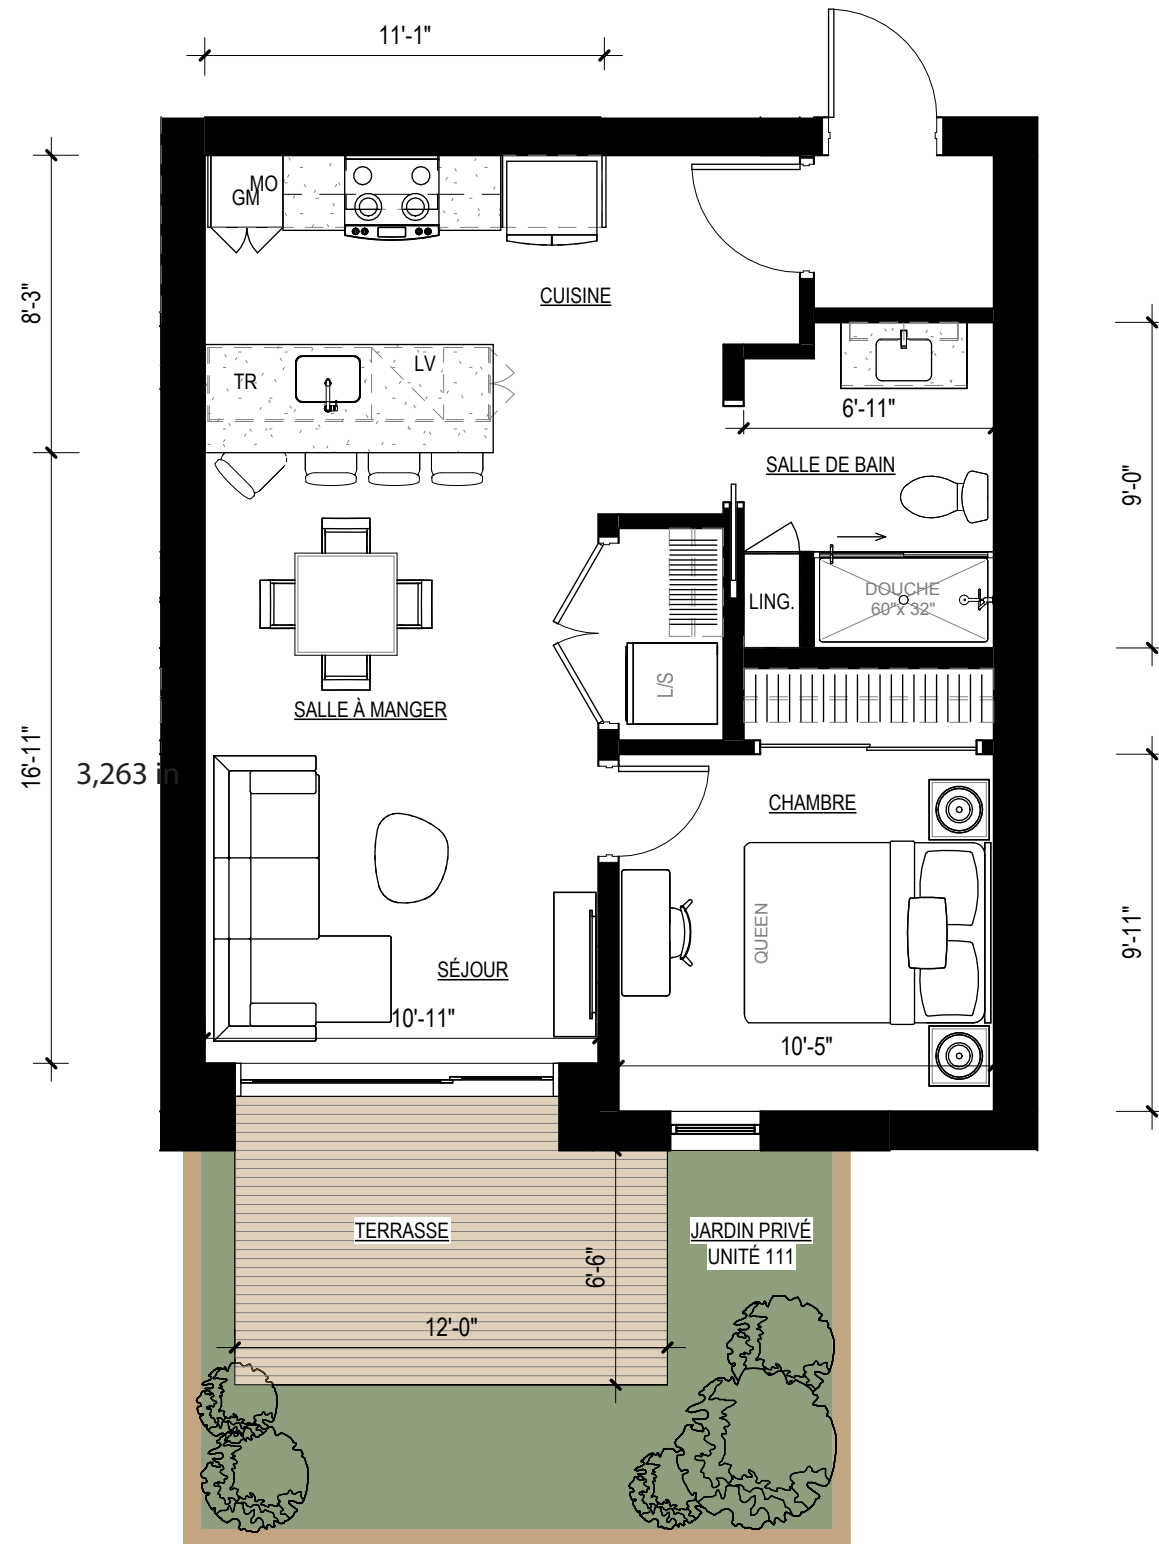 11'-1"
MO
GM
8'-3"
CUISINE
TR
LV
6'-11"
SALLE DE BAIN
9'-0"
DOUCHE
60"x 32"
LING.
L/S
SALLE À MANGER
16'-11"
3,263 in
CHAMBRE
QUEEN
9'-11"
SÉJOUR
10'-11"
10'-5"
TERRASSE
JARDIN PRIVÉ
UNITÉ 111
6'-6"
12'-0"